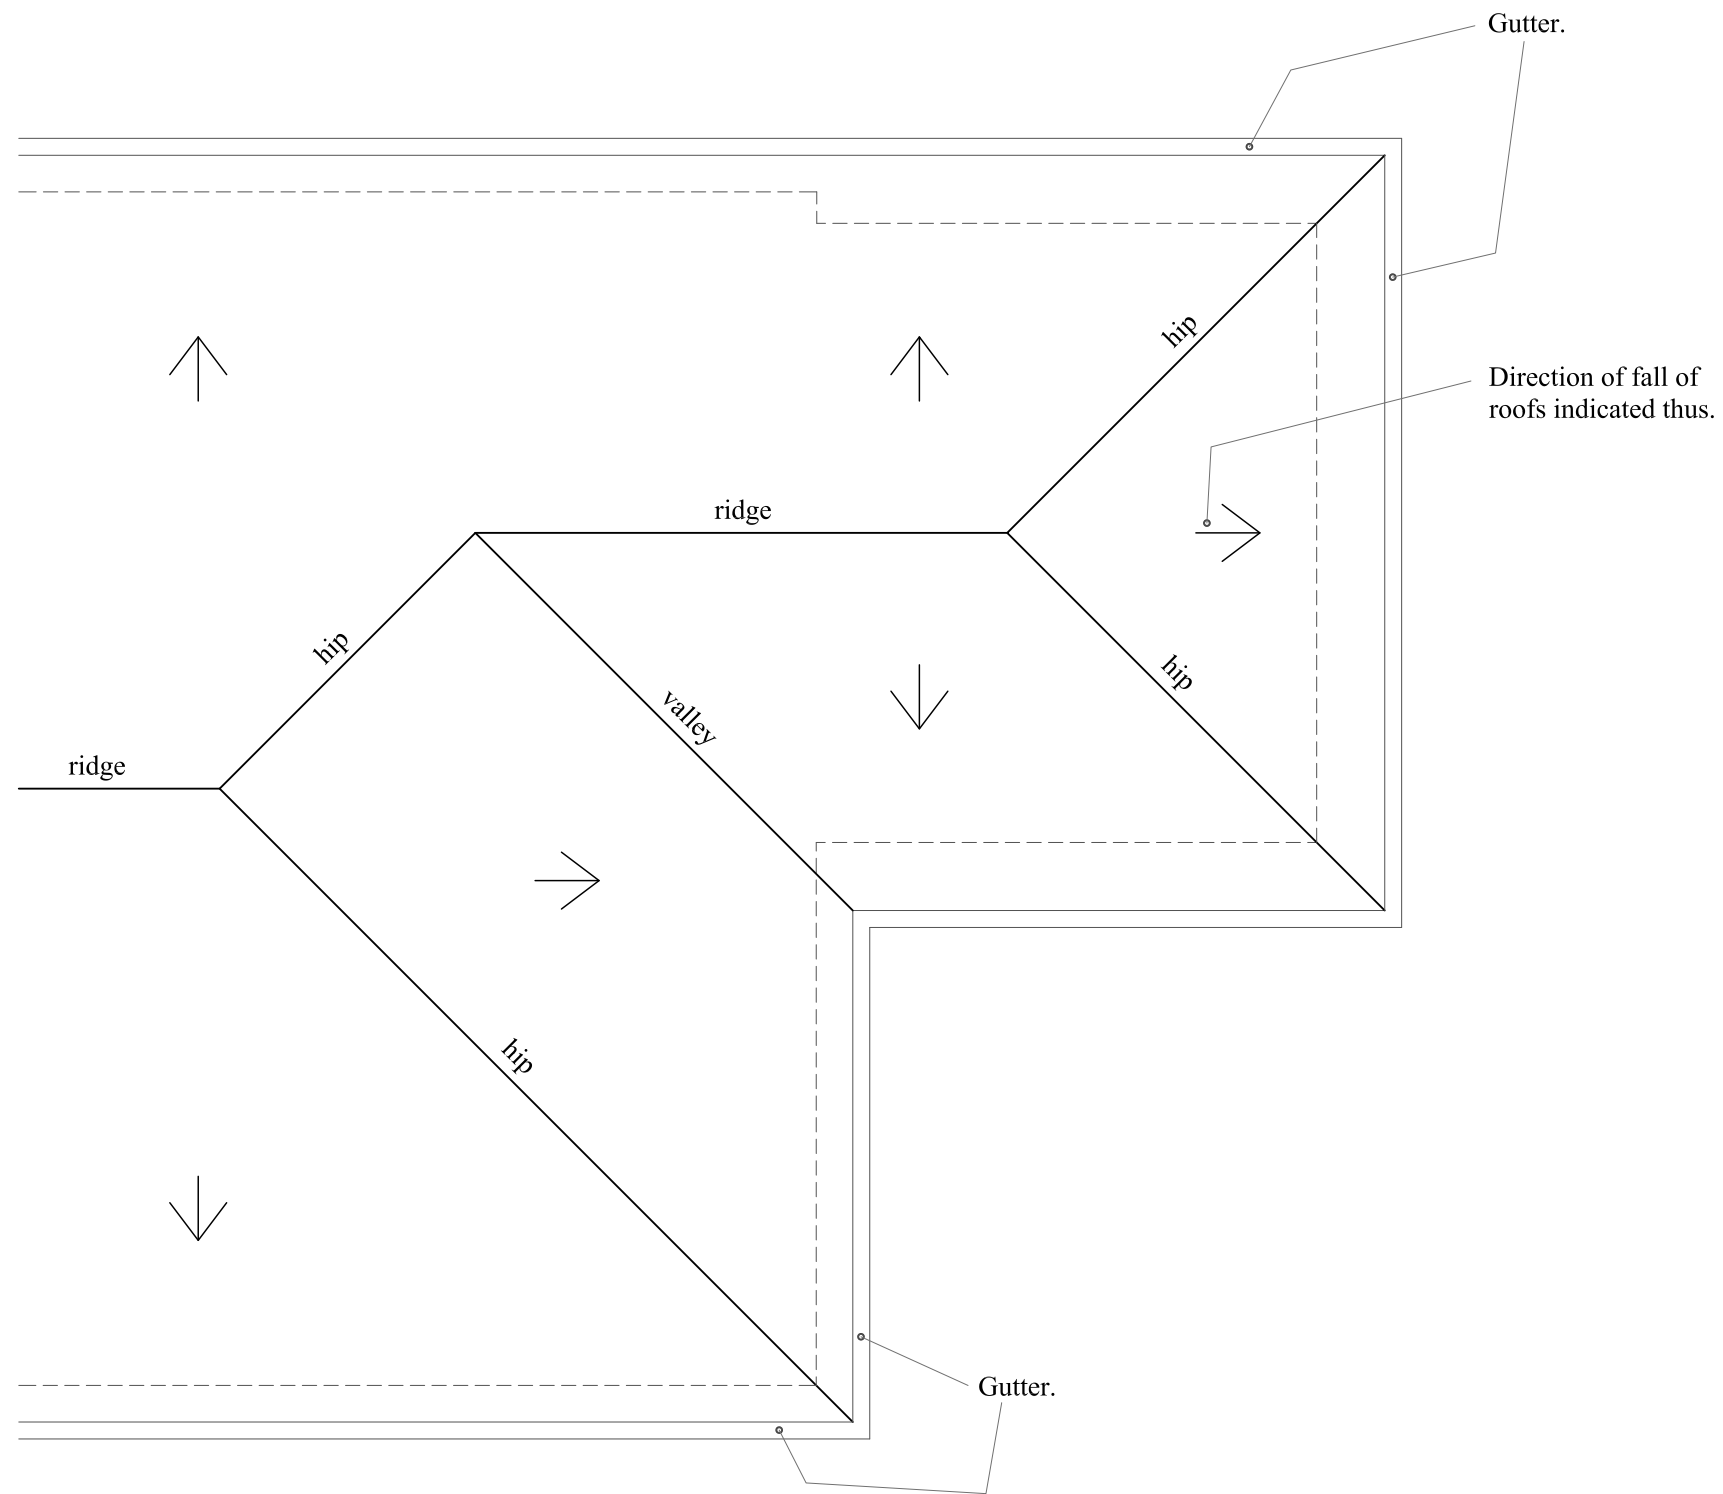 Gutter.
hip
Direction of fall of
roofs indicated thus.
ridge
hip
hip
valley
ridge
hip
Gutter.